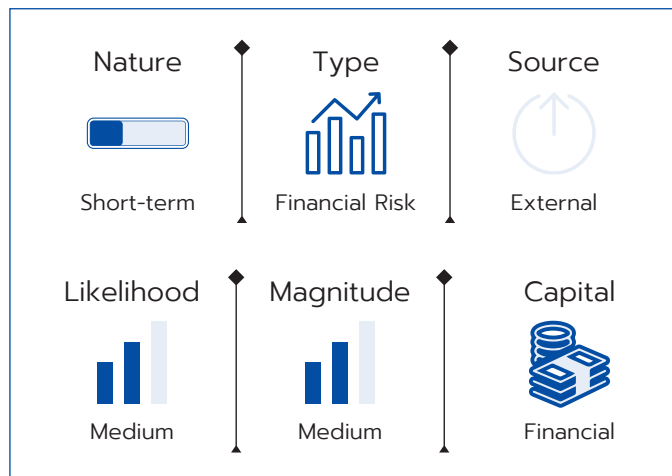 Nature
Type
Source
Short-term
Financial Risk
External
Likelihood
Magnitude
Capital
Medium
Medium
Financial